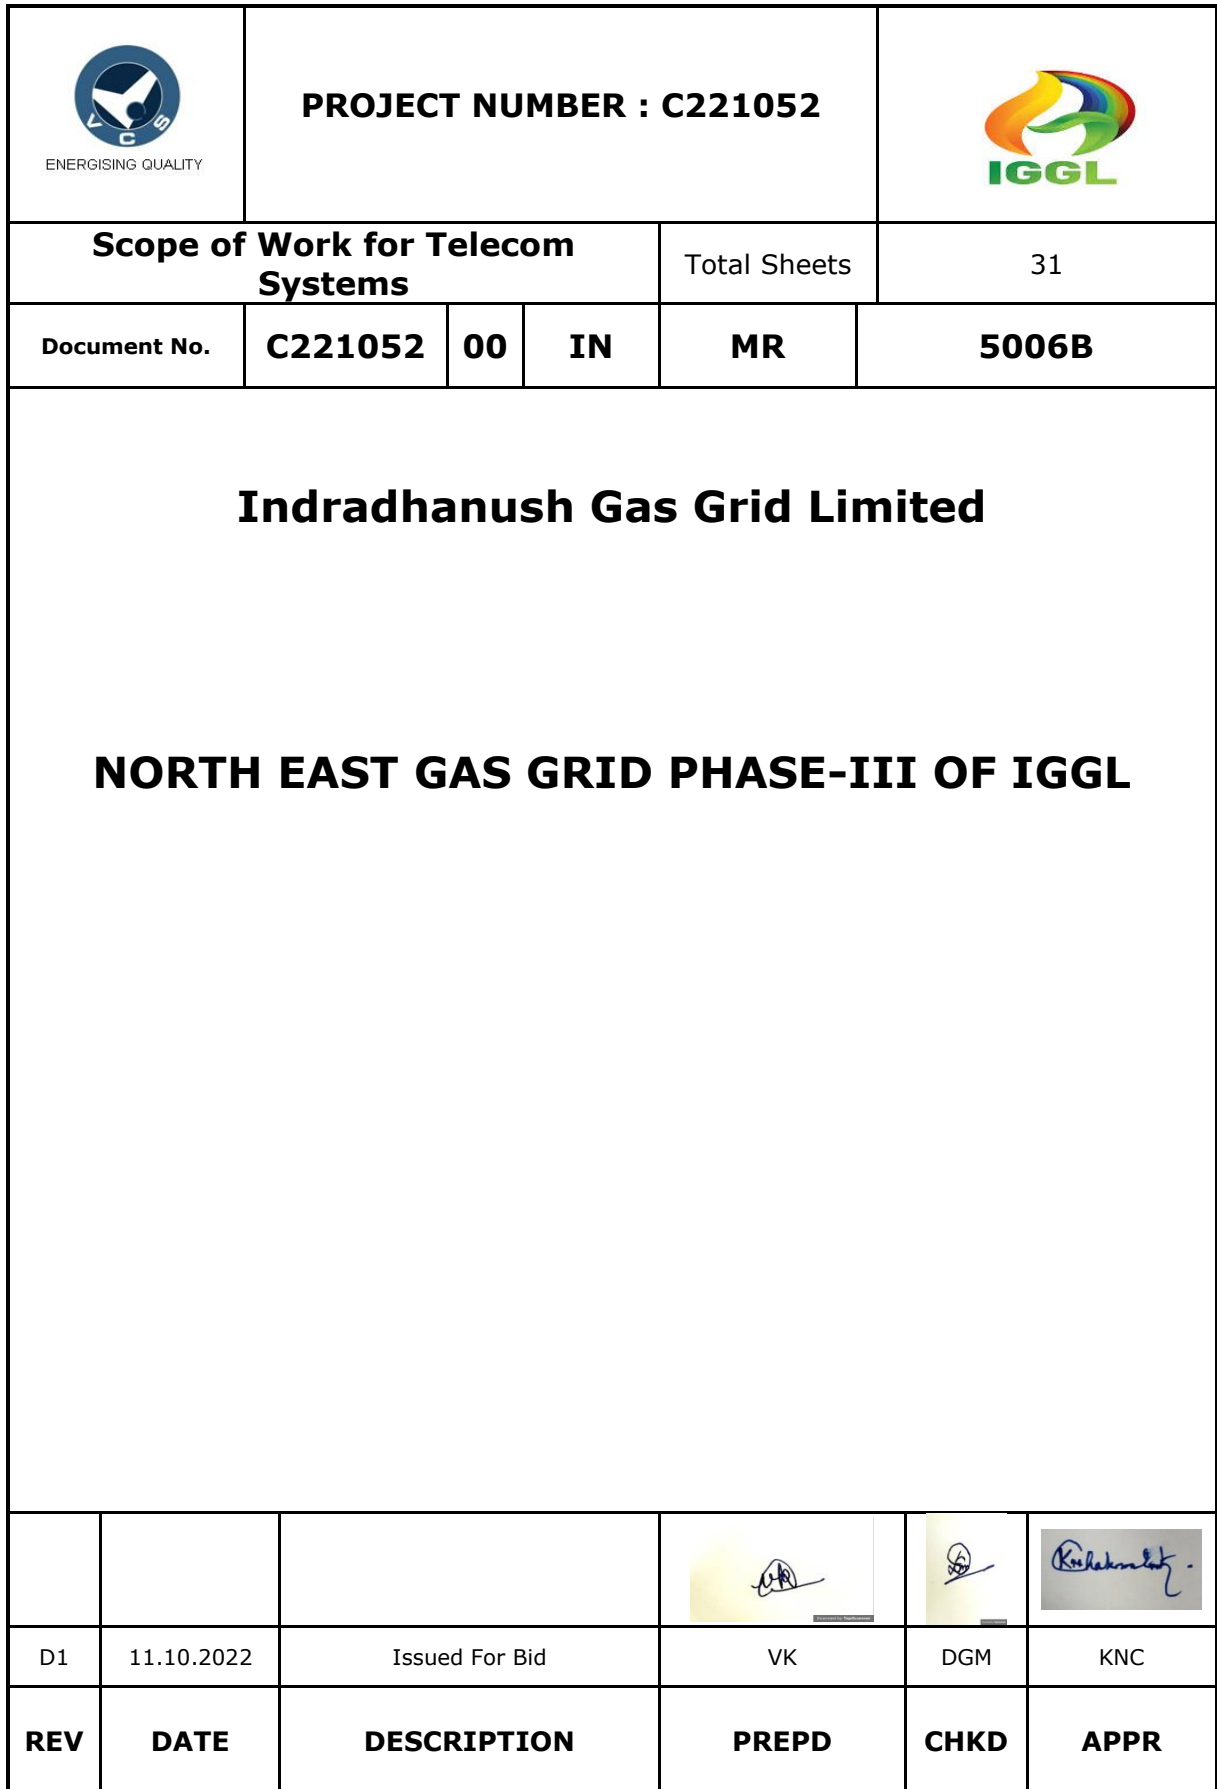 VCS
ENERGISING QUALITY
PROJECT NUMBER : C221052
IGGL
Scope of Work for Telecom
Systems
Total Sheets
31
Document No.
C221052
00
IN
MR
5006B
Indradhanush Gas Grid Limited
NORTH EAST GAS GRID PHASE-III OF IGGL
D1
11.10.2022
Issued For Bid
VK
DGM
KNC
REV
DATE
DESCRIPTION
PREPD
CHKD
APPR